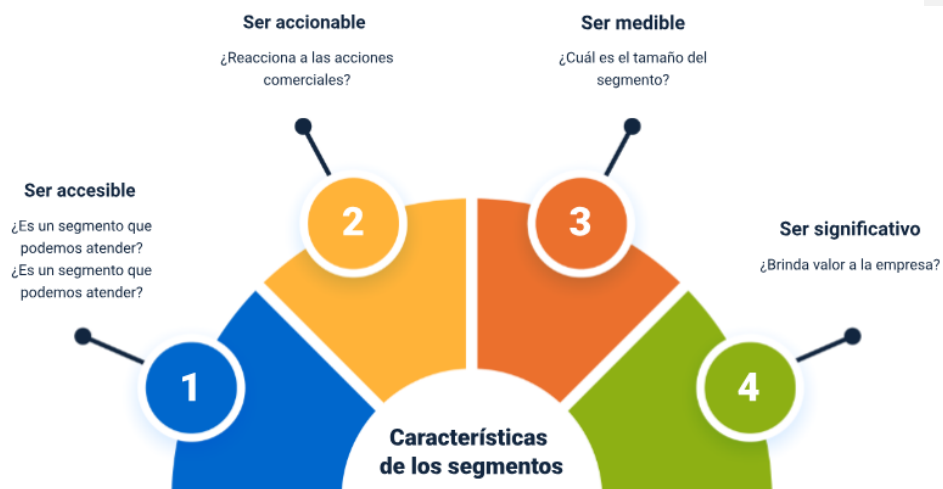 Ser accionable
¿Reacciona a las acciones
comerciales?
Ser medible
¿Cuál es el tamaño del
segmento?
Ser accesible
¿Es un segmento que
podemos atender?
¿Es un segmento que
podemos atender?
Ser significativo
¿Brinda valor a la empresa?
1
2
3
4
Características
de los segmentos